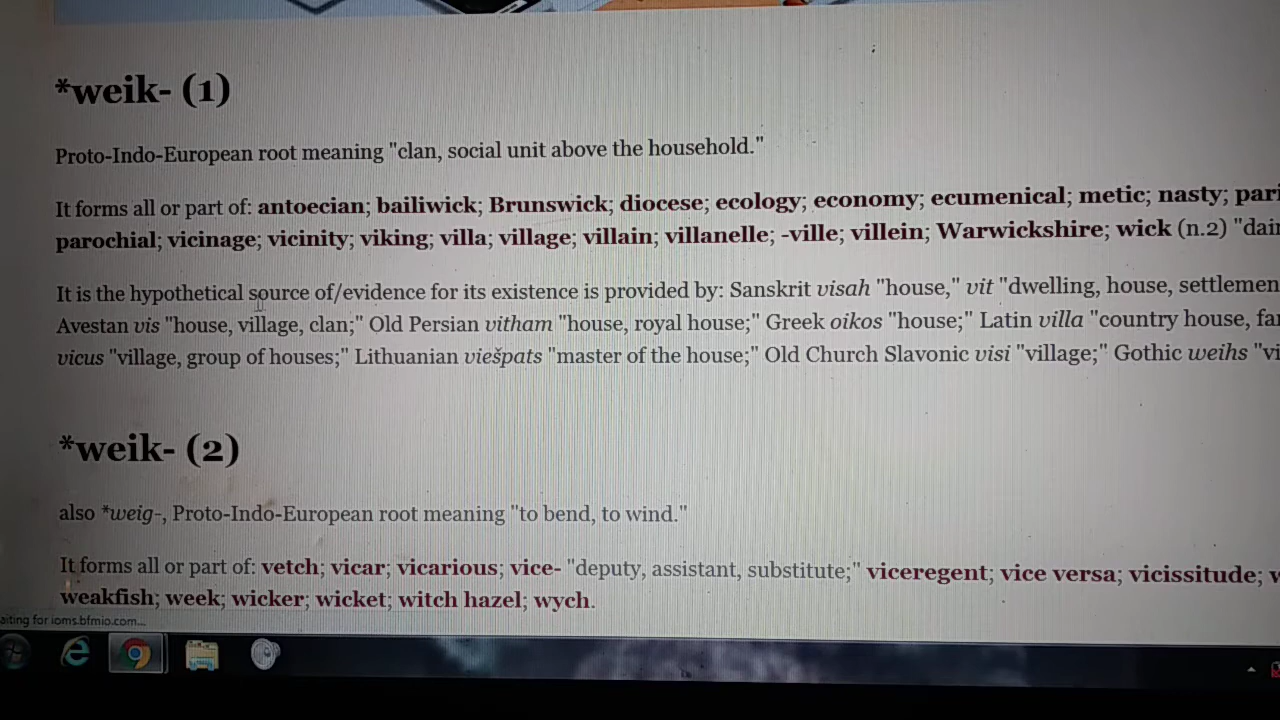 *weik- (1)
Proto-Indo-European root meaning "clan, social unit above the household."
It forms all or part of: antoecian; bailiwick; Brunswick; diocese; ecology; economy; ecumenical; metic; nasty;
parochial; vicinage; vicinity; viking; villa; village; villain; villanelle; -ville; villein; Warwickshire; wick (n.2)
It is the hypothetical source of/evidence for its existence is provided by: Sanskrit visah "house," vit "dwelling, house,
Avestan vis "house, village, clan;" Old Persian vitham "house, royal house;" Greek oikos "house;" Latin villa "country house,
vicus "village, group of houses;" Lithuanian viešpats "master of the house;" Old Church Slavonic visi "village;" Gothic weihs
*weik- (2)
also *weig-, Proto-Indo-European root meaning "to bend, to wind."
It forms all or part of: vetch; vicar; vicarious; vice- "deputy, assistant, substitute;" viceregent; vice versa; vicissitude;
weakfish; week; wicker; wicket; witch hazel; wych.
aiting for ioms.bfmio.com...